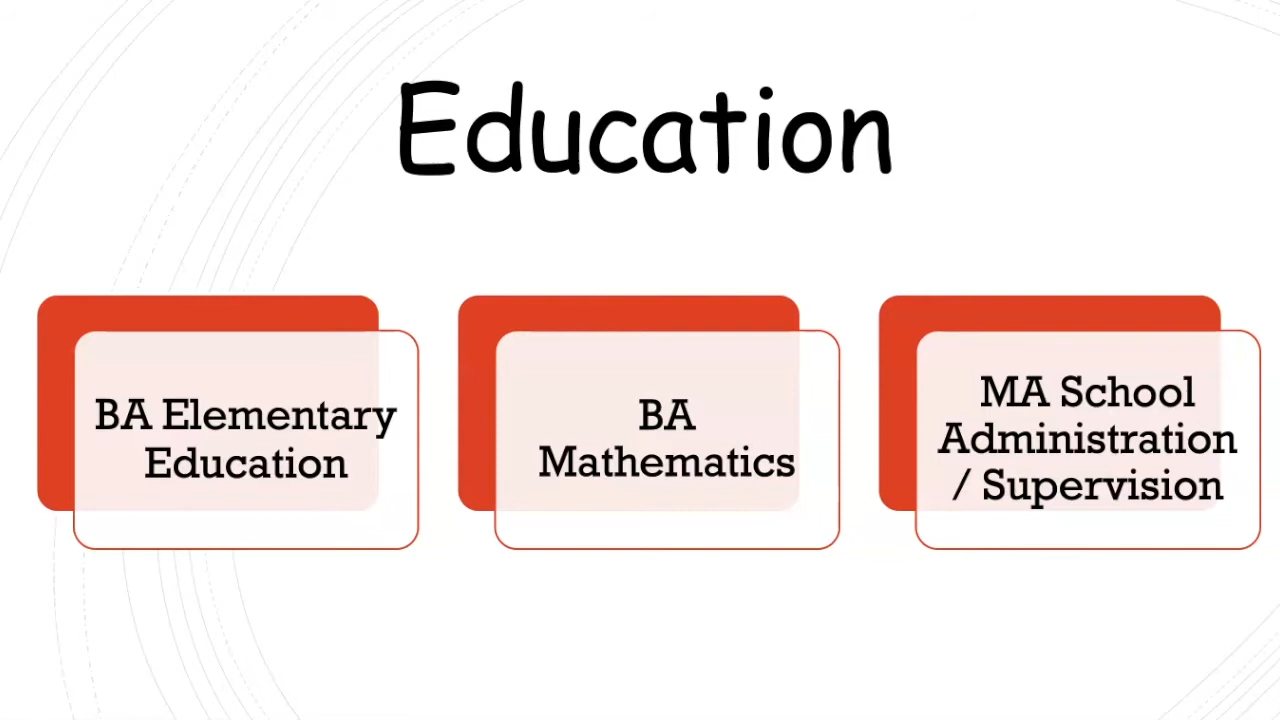 Education
BA Elementary
Education
BA
Mathematics
MA School
Administration
/ Supervision